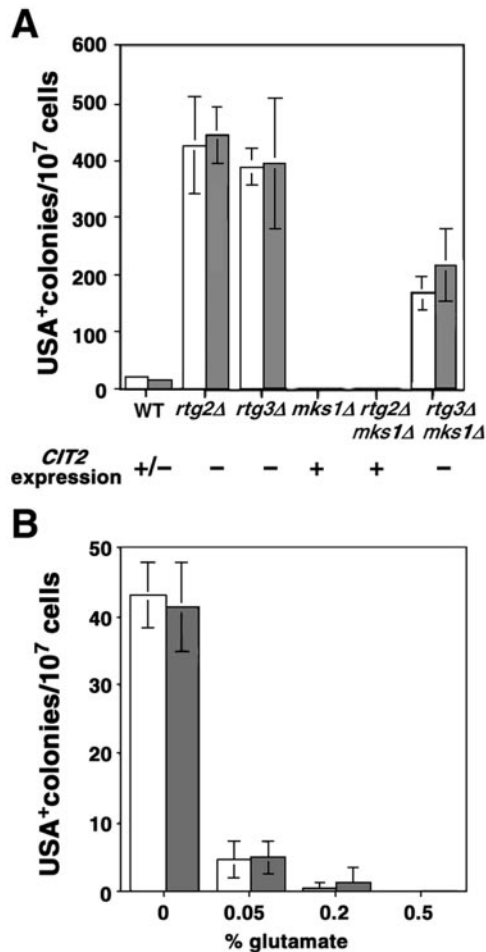 A
USA⁺colonies/10⁷ cells
600
500
400
300
200
100
0
WT rtg2Δ rtg3Δ mks1Δ rtg2Δ mks1Δ rtg3Δ mks1Δ
CIT2 expression +/− − − + + −
B
USA⁺colonies/10⁷ cells
50
40
30
20
10
0
0 0.05 0.2 0.5
% glutamate